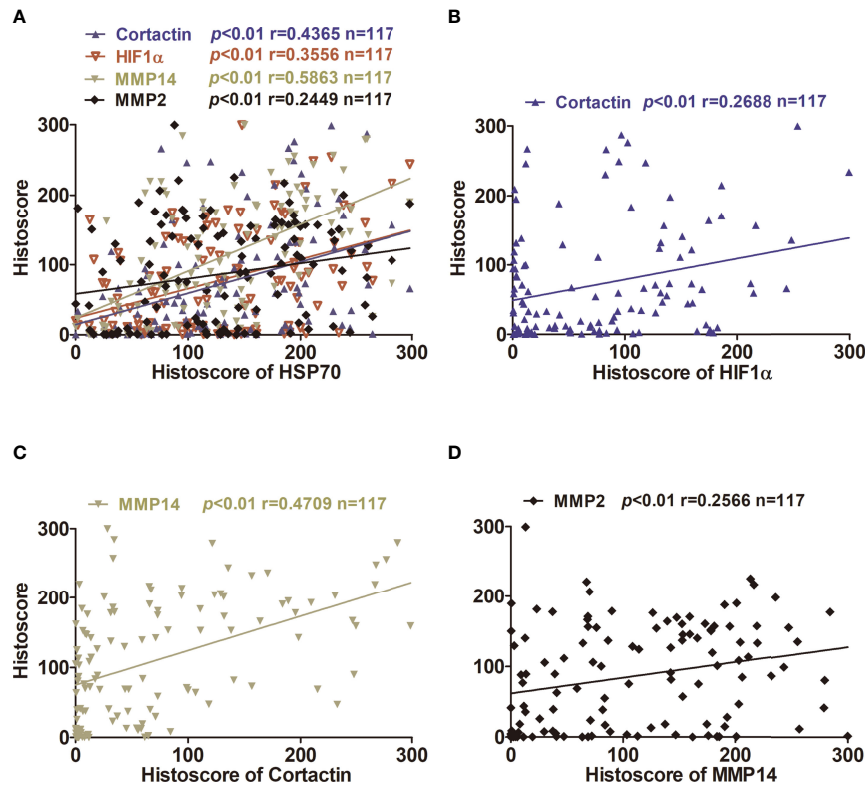 A
Cortactin p<0.01 r=0.4365 n=117
HIF1α p<0.01 r=0.3556 n=117
MMP14 p<0.01 r=0.5863 n=117
MMP2 p<0.01 r=0.2449 n=117
300
200
100
0
Histoscore
0 100 200 300
Histoscore of HSP70
B
Cortactin p<0.01 r=0.2688 n=117
300
200
100
0
Histoscore
0 100 200 300
Histoscore of HIF1α
C
MMP14 p<0.01 r=0.4709 n=117
300
200
100
0
Histoscore
0 100 200 300
Histoscore of Cortactin
D
MMP2 p<0.01 r=0.2566 n=117
300
200
100
0
Histoscore
0 100 200 300
Histoscore of MMP14